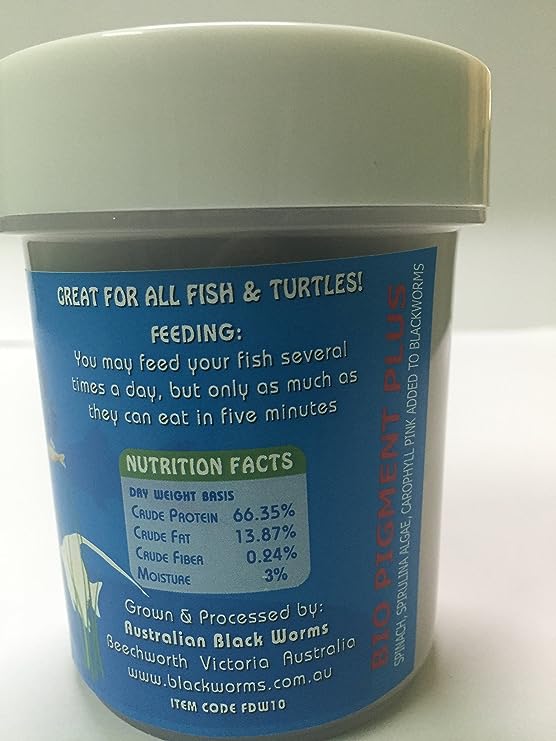 GREAT FOR ALL FISH & TURTLES!
FEEDING:
You may feed your fish several
times a day, but only as much as
they can eat in five minutes
NUTRITION FACTS
DRY WEIGHT BASIS
CRUDE PROTEIN 66.35%
CRUDE FAT 13.87%
CRUDE FIBER 0.24%
MOISTURE 3%
Grown & Processed by:
Australian Black Worms
Beechworth Victoria Australia
www.blackworms.com.au
ITEM CODE FDW10
BIO PIGMENT PLUS
SPINACH, SPIRULINA ALGAE, CAROPHYLL PINK ADDED TO BLACKWORMS